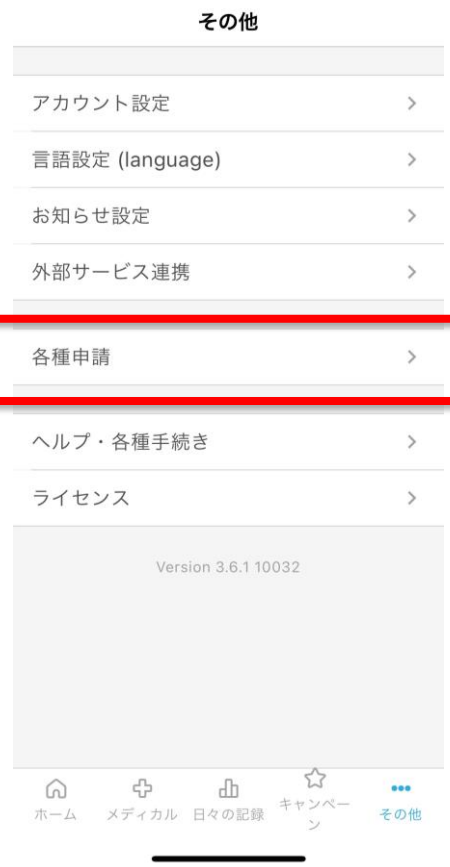 その他
アカウント設定
言語設定 (language)
お知らせ設定
外部サービス連携
各種申請
ヘルプ・各種手続き
ライセンス
Version 3.6.1 10032
ホーム
メディカル
日々の記録
キャンペー
ン
その他